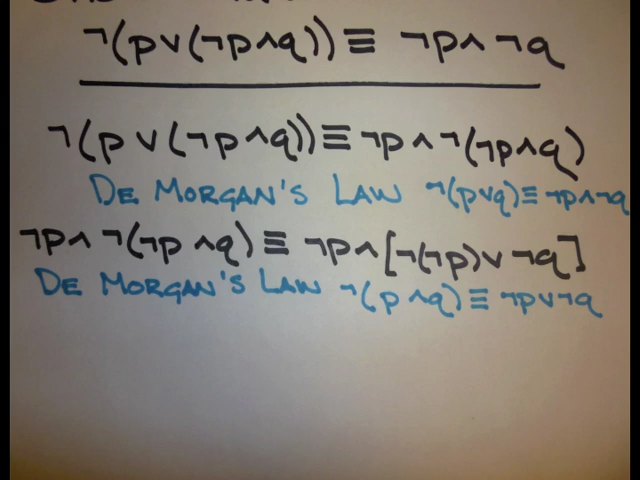 ¬(p∨(¬p∧q))≡ ¬p∧ ¬q
¬(p∨(¬p∧q))≡¬p∧¬(¬p∧q)
DE MORGAN'S LAW ¬(p∨q)≡¬p∧¬q
¬p∧ ¬(¬p∧q)≡ ¬p∧[¬(¬p)∨ ¬q]
DE MORGAN'S LAW ¬(p∧q)≡ ¬p∨¬q